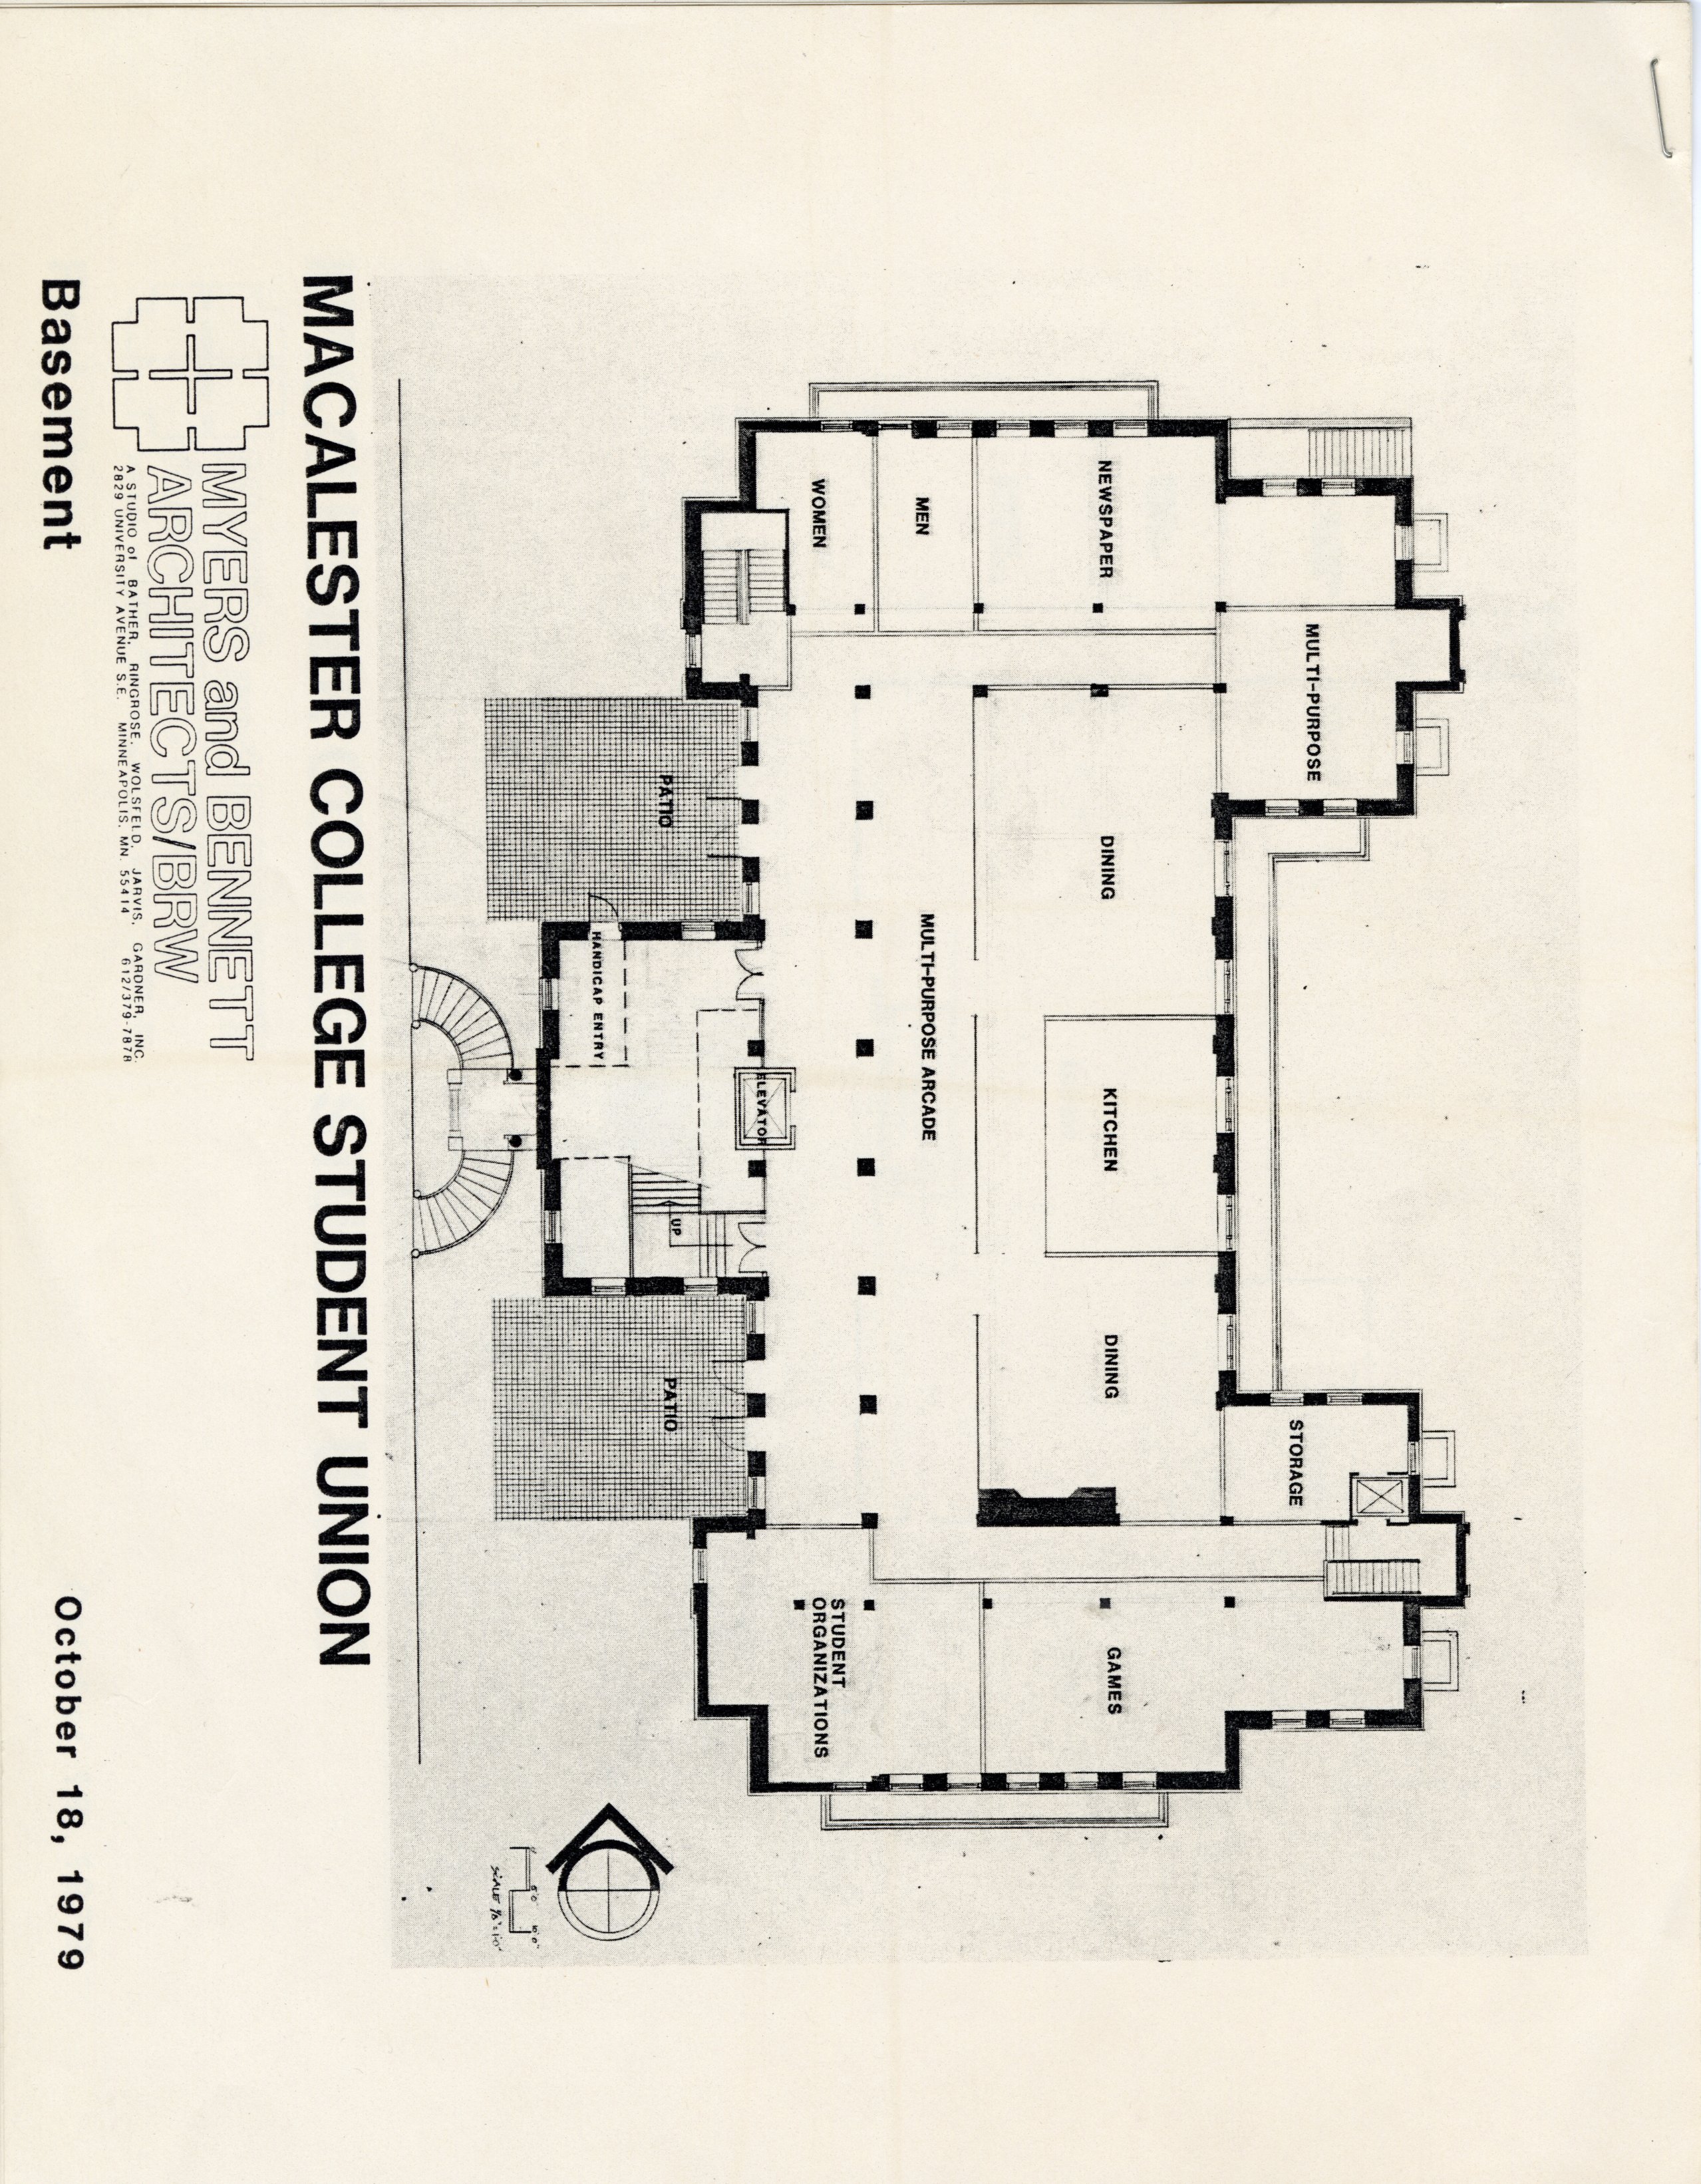 MULTI-PURPOSE
STORAGE
NEWSPAPER
DINING
KITCHEN
DINING
GAMES
MEN
MULTI-PURPOSE ARCADE
WOMEN
STUDENT
ORGANIZATIONS
ELEVATOR
PATIO
UP
PATIO
HANDICAP ENTRY
0 5'0" 10'0"
SCALE 1/8"=1'-0"
MACALESTER COLLEGE STUDENT UNION
MYERS and BENNETT
ARCHITECTS/BRW
A STUDIO of BATHER, RINGROSE, WOLSFELD, JARVIS, GARDNER, INC.
2829 UNIVERSITY AVENUE S.E. MINNEAPOLIS, MN. 55414 612/379-7878
Basement
October 18, 1979